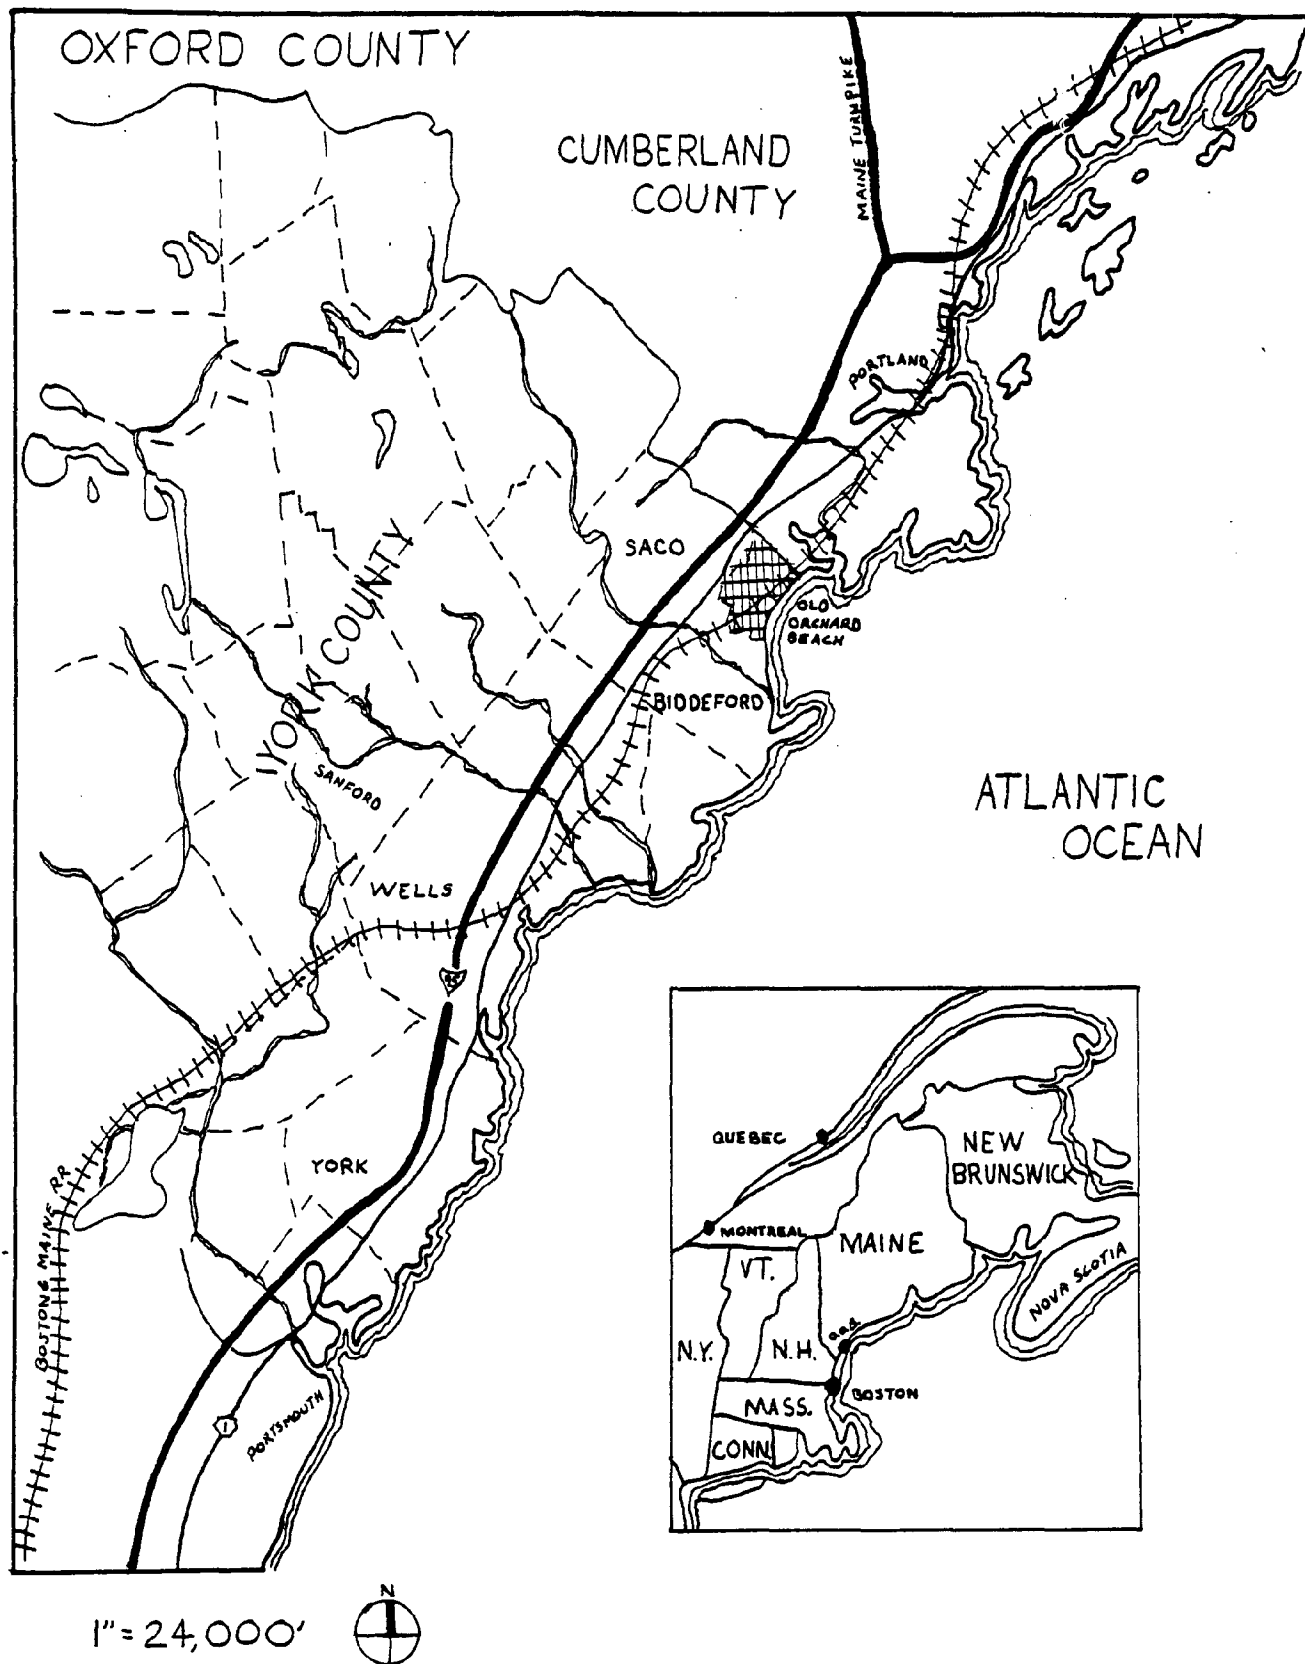 OXFORD COUNTY
CUMBERLAND
COUNTY
MAINE TURNPIKE
PORTLAND
SACO
YORK COUNTY
OLD
ORCHARD
BEACH
BIDDEFORD
SANFORD
ATLANTIC
OCEAN
WELLS
95
YORK
BOSTON & MAINE R.R
PORTSMOUTH
1
QUEBEC
NEW
BRUNSWICK
MONTREAL
MAINE
VT.
NOVA SCOTIA
O.O.B.
N.Y.
N.H.
BOSTON
MASS.
CONN.
N
1"=24,000'